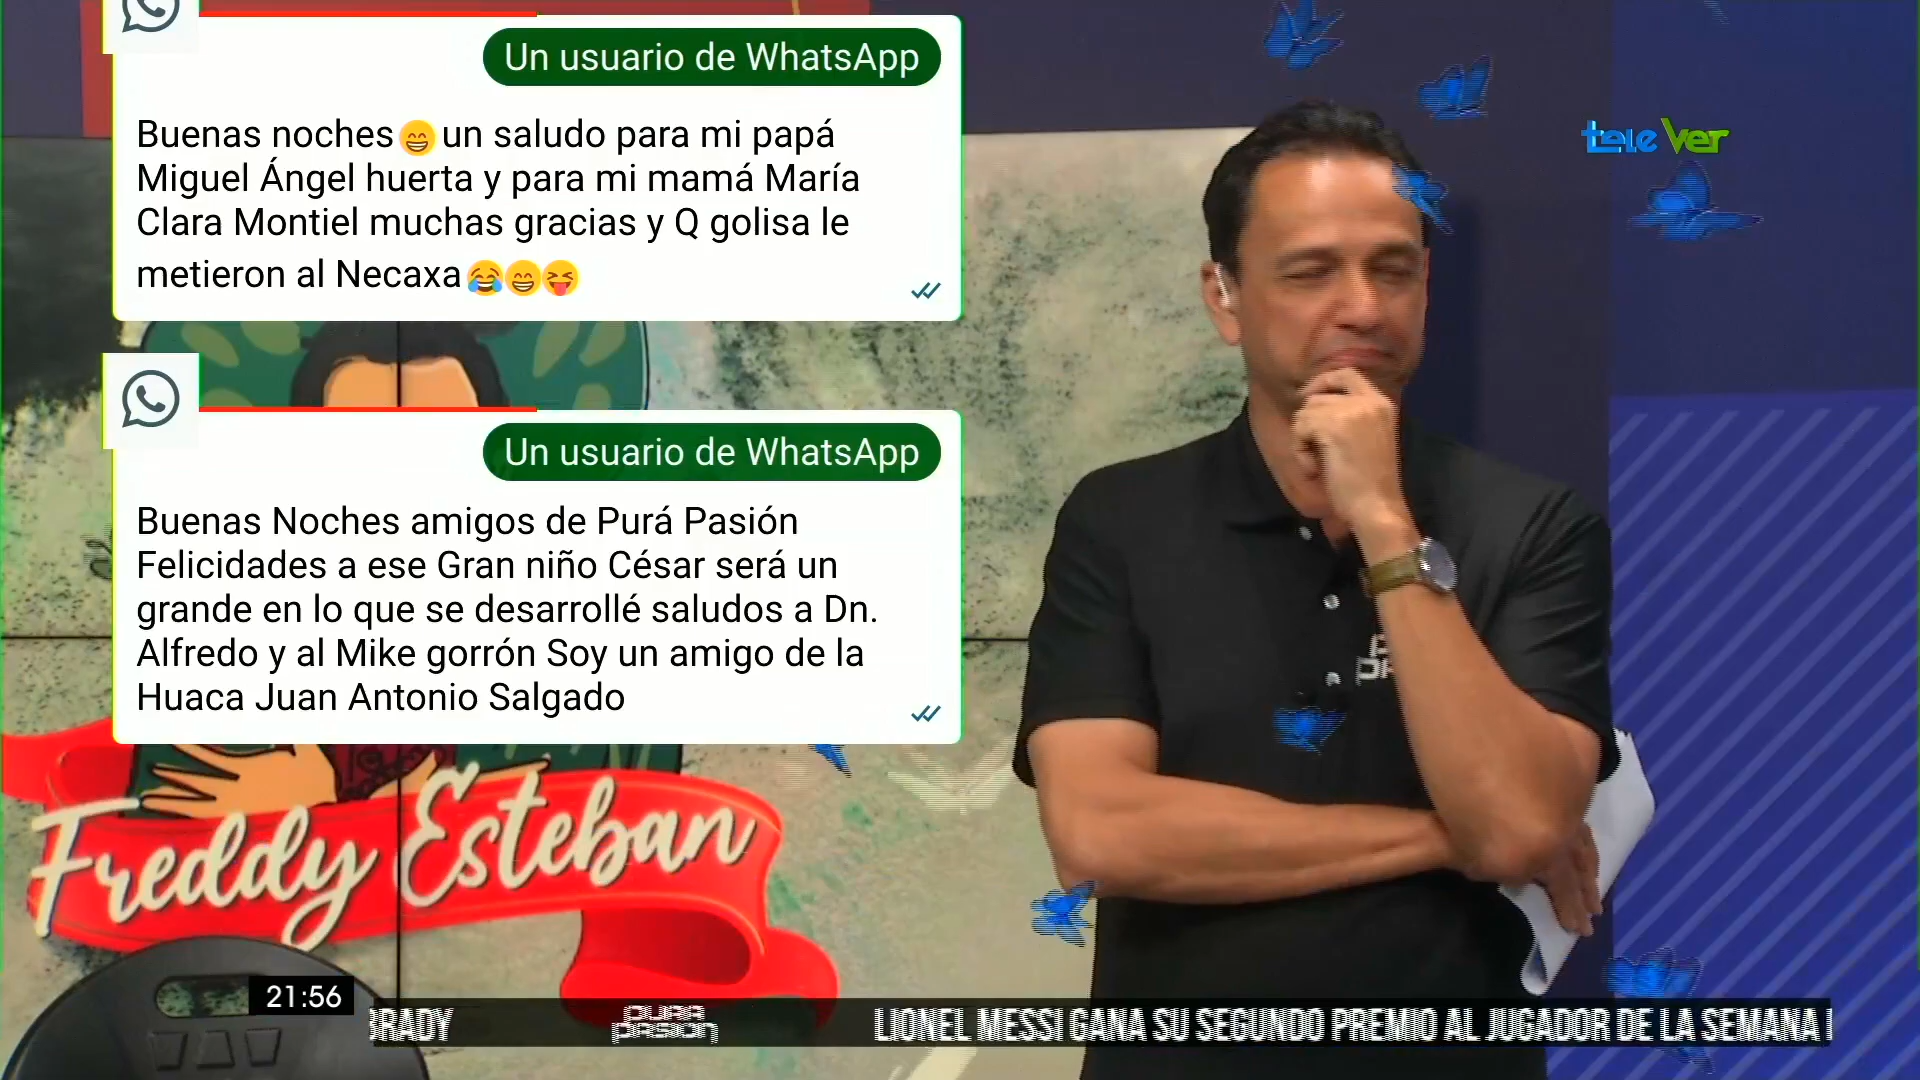 Un usuario de WhatsApp
Buenas noches😁un saludo para mi papá
Miguel Ángel huerta y para mi mamá María
Clara Montiel muchas gracias y Q golisa le
metieron al Necaxa😂😁😝
teleVer
Un usuario de WhatsApp
Buenas Noches amigos de Purá Pasión
Felicidades a ese Gran niño César será un
grande en lo que se desarrollé saludos a Dn.
Alfredo y al Mike gorrón Soy un amigo de la
Huaca Juan Antonio Salgado
Freddy Esteban
21:56
BRADY
PURA
PASION
LIONEL MESSI GANA SU SEGUNDO PREMIO AL JUGADOR DE LA SEMANA